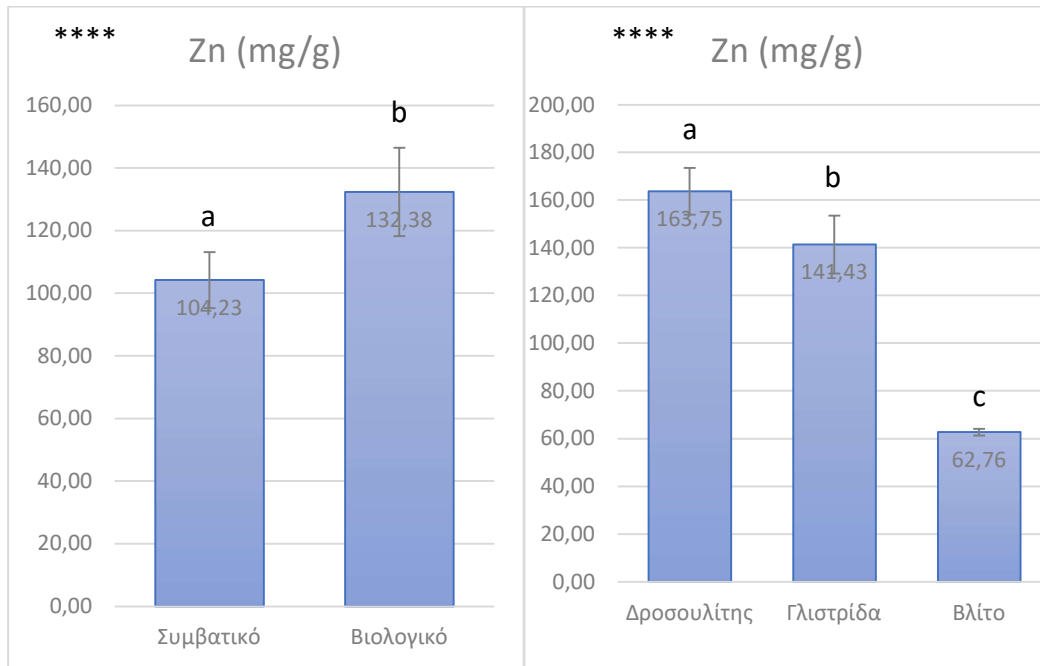 ****
Zn (mg/g)
160,00
140,00
120,00
100,00
80,00
60,00
40,00
20,00
0,00
a
b
104,23
132,38
Συμβατικό
Βιολογικό
****
Zn (mg/g)
200,00
180,00
160,00
140,00
120,00
100,00
80,00
60,00
40,00
20,00
0,00
a
b
c
163,75
141,43
62,76
Δροσουλίτης
Γλιστρίδα
Βλίτο